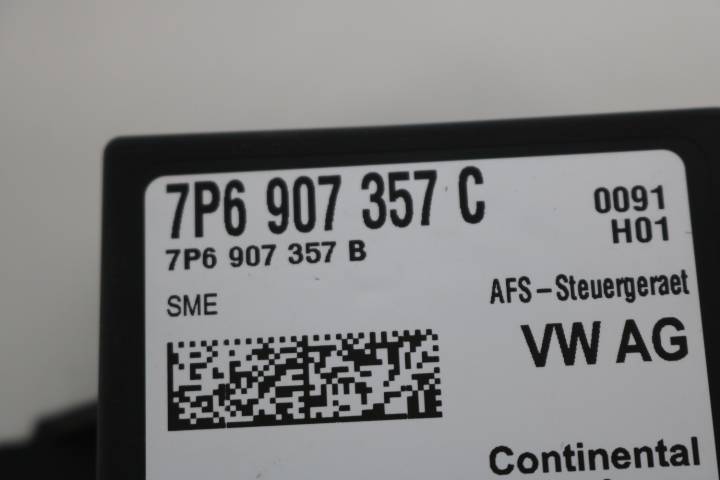 7P6 907 357 C
7P6 907 357 B
0091
H01
SME
AFS-Steuergeraet
VW AG
Continental